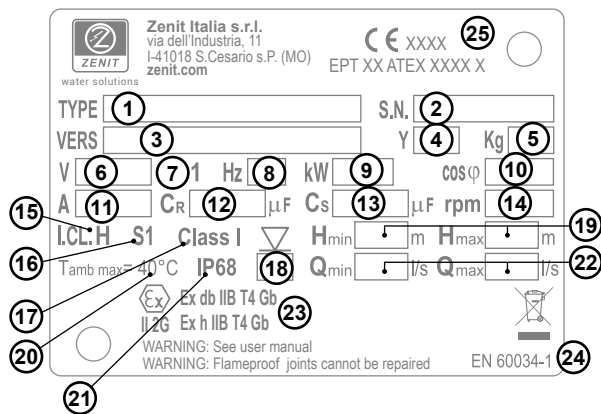 Z
ZENIT
water solutions
Zenit Italia s.r.l.
via dell'Industria, 11
I-41018 S.Cesario s.P. (MO)
zenit.com
CE XXXX 25
EPT XX ATEX XXXX X
TYPE 1 S.N. 2
VERS 3 Y 4 Kg 5
V 6 7 1 Hz 8 kW 9 cosφ 10
A 11 CR 12 µF Cs 13 µF rpm 14
15 I.CL.H S1 Class I Hmin m Hmax m 19
16 Tamb max= 40°C IP68 18 Qmin l/s Qmax l/s 22
17 Ex Ex db IIB T4 Gb 23
20 II 2G Ex h IIB T4 Gb
WARNING: See user manual
21 WARNING: Flameproof joints cannot be repaired EN 60034-1 24